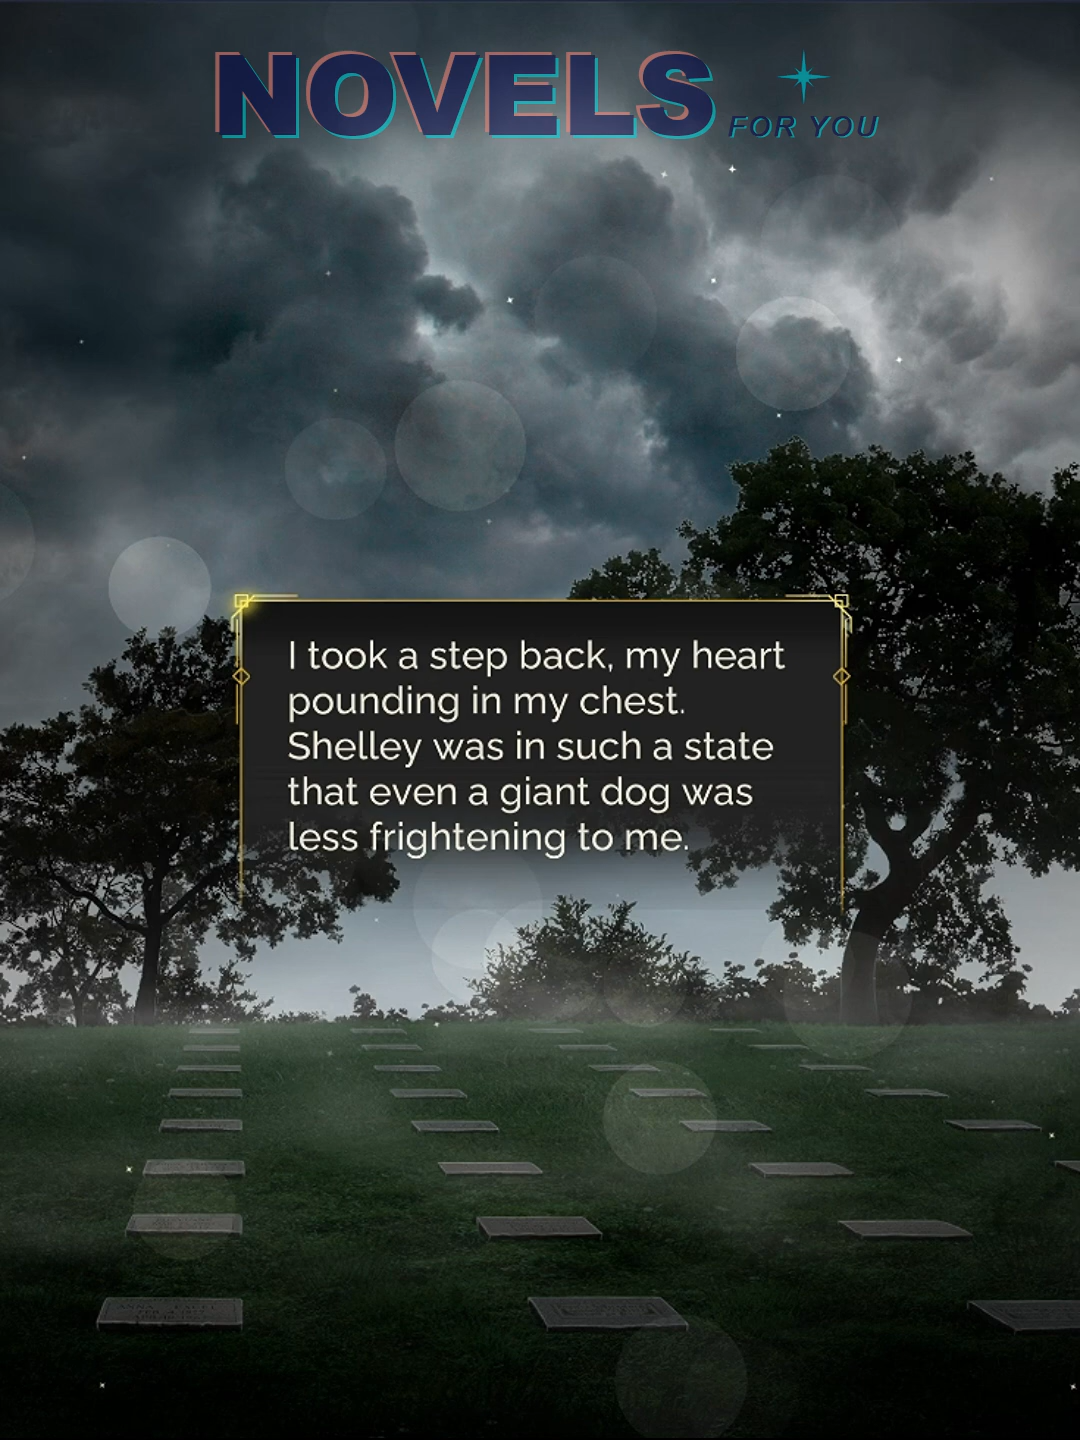 NOVELS
FOR YOU
I took a step back, my heart
pounding in my chest.
Shelley was in such a state
that even a giant dog was
less frightening to me.